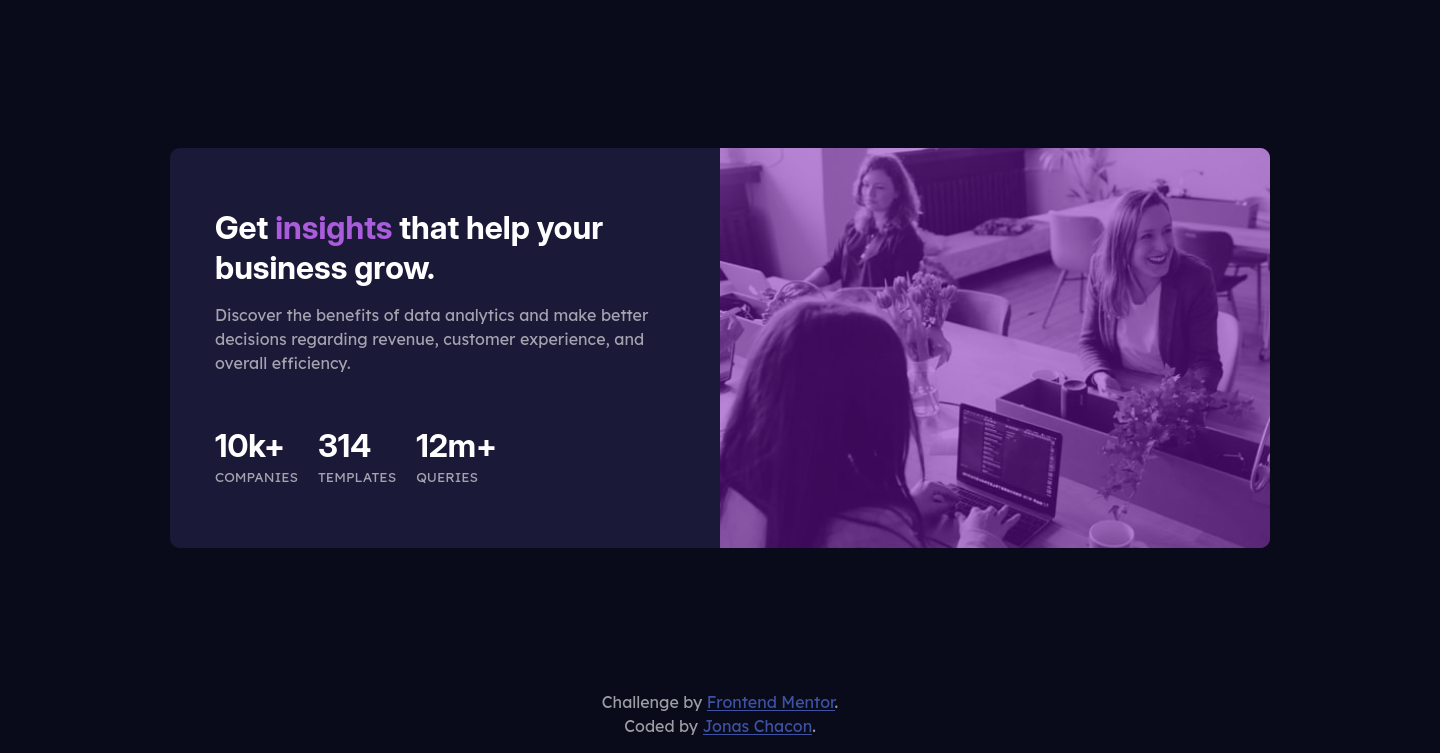 Get insights that help your
business grow.
Discover the benefits of data analytics and make better
decisions regarding revenue, customer experience, and
overall efficiency.
10k+ 314 12m+
COMPANIES TEMPLATES QUERIES
Challenge by Frontend Mentor.
Coded by Jonas Chacon.